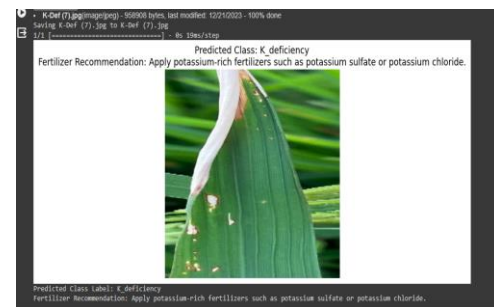 • K-Def (7).jpg(image/jpeg) - 958908 bytes, last modified: 12/21/2023 - 100% done
Saving K-Def (7).jpg to K-Def (7).jpg
1/1 [==============================] - 0s 19ms/step
Predicted Class: K_deficiency
Fertilizer Recommendation: Apply potassium-rich fertilizers such as potassium sulfate or potassium chloride.
Predicted Class Label: K_deficiency
Fertilizer Recommendation: Apply potassium-rich fertilizers such as potassium sulfate or potassium chloride.